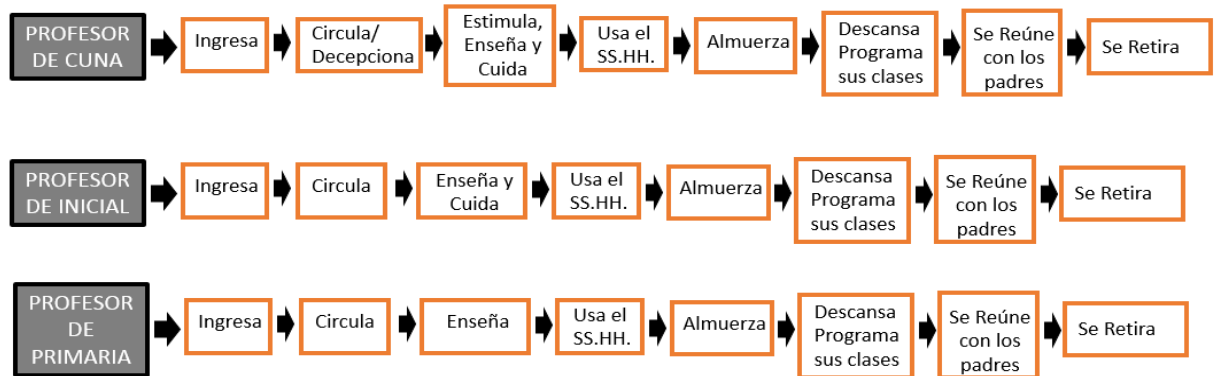 PROFESOR
DE CUNA
Ingresa
Circula/
Decepciona
Estimula,
Enseña y
Cuida
Usa el
SS.HH.
Almuerza
Descansa
Programa
sus clases
Se Reúne
con los
padres
Se Retira
PROFESOR
DE INICIAL
Ingresa
Circula
Enseña y
Cuida
Usa el
SS.HH.
Almuerza
Descansa
Programa
sus clases
Se Reúne
con los
padres
Se Retira
PROFESOR
DE
PRIMARIA
Ingresa
Circula
Enseña
Usa el
SS.HH.
Almuerza
Descansa
Programa
sus clases
Se Reúne
con los
padres
Se Retira